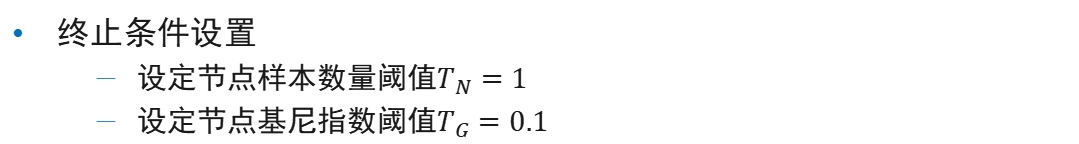 • 终止条件设置
– 设定节点样本数量阈值T_N = 1
– 设定节点基尼指数阈值T_G = 0.1